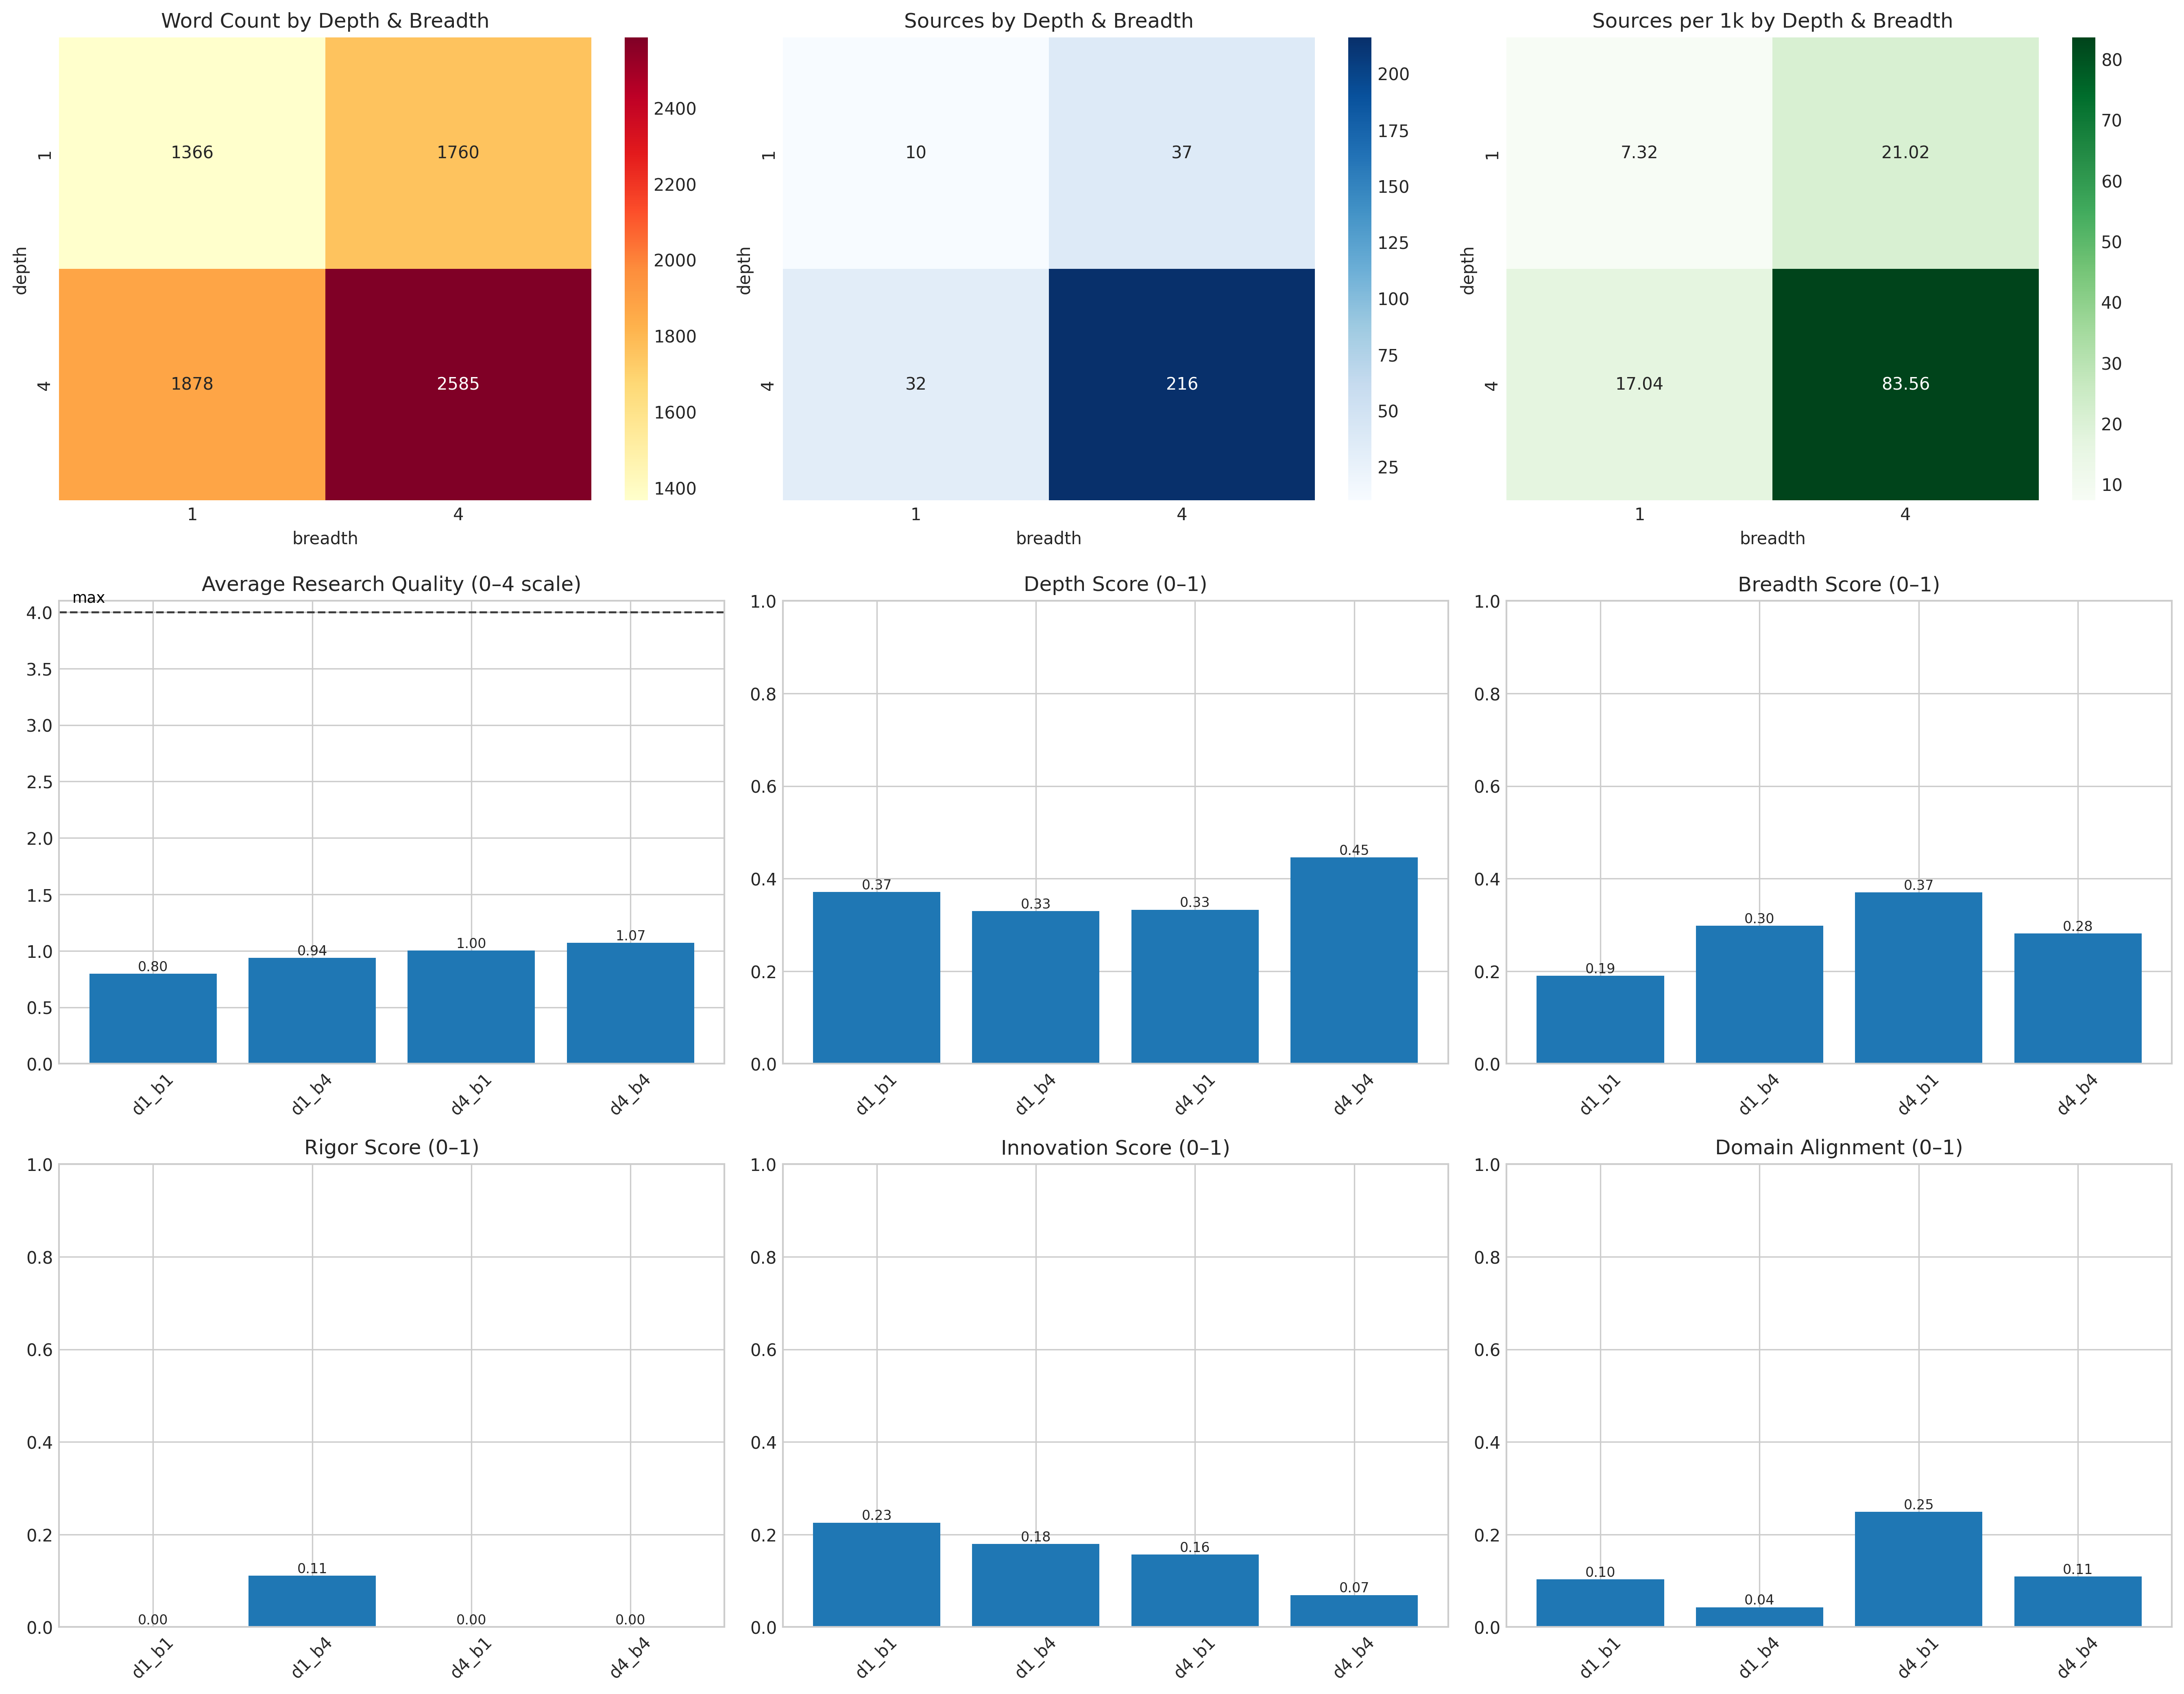 Word Count by Depth & Breadth
1366 1760
1878 2585
1
4
depth
1 4
breadth
2400
2200
2000
1800
1600
1400
Sources by Depth & Breadth
10 37
32 216
1
4
depth
1 4
breadth
200
175
150
125
100
75
50
25
Sources per 1k by Depth & Breadth
7.32 21.02
17.04 83.56
1
4
depth
1 4
breadth
80
70
60
50
40
30
20
10
Average Research Quality (0–4 scale)
max
4.0
3.5
3.0
2.5
2.0
1.5
1.0
0.5
0.0
0.80 0.94 1.00 1.07
d1_b1 d1_b4 d4_b1 d4_b4
Depth Score (0–1)
1.0
0.8
0.6
0.4
0.2
0.0
0.37 0.33 0.33 0.45
d1_b1 d1_b4 d4_b1 d4_b4
Breadth Score (0–1)
1.0
0.8
0.6
0.4
0.2
0.0
0.19 0.30 0.37 0.28
d1_b1 d1_b4 d4_b1 d4_b4
Rigor Score (0–1)
1.0
0.8
0.6
0.4
0.2
0.0
0.00 0.11 0.00 0.00
d1_b1 d1_b4 d4_b1 d4_b4
Innovation Score (0–1)
1.0
0.8
0.6
0.4
0.2
0.0
0.23 0.18 0.16 0.07
d1_b1 d1_b4 d4_b1 d4_b4
Domain Alignment (0–1)
1.0
0.8
0.6
0.4
0.2
0.0
0.10 0.04 0.25 0.11
d1_b1 d1_b4 d4_b1 d4_b4